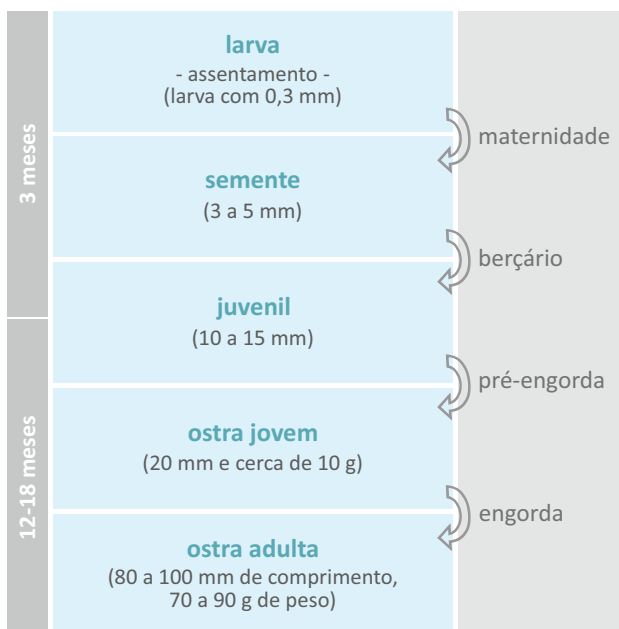 larva
- assentamento -
(larva com 0,3 mm)
maternidade
3 meses
semente
(3 a 5 mm)
berçário
juvenil
(10 a 15 mm)
pré-engorda
ostra jovem
(20 mm e cerca de 10 g)
12-18 meses
engorda
ostra adulta
(80 a 100 mm de comprimento,
70 a 90 g de peso)